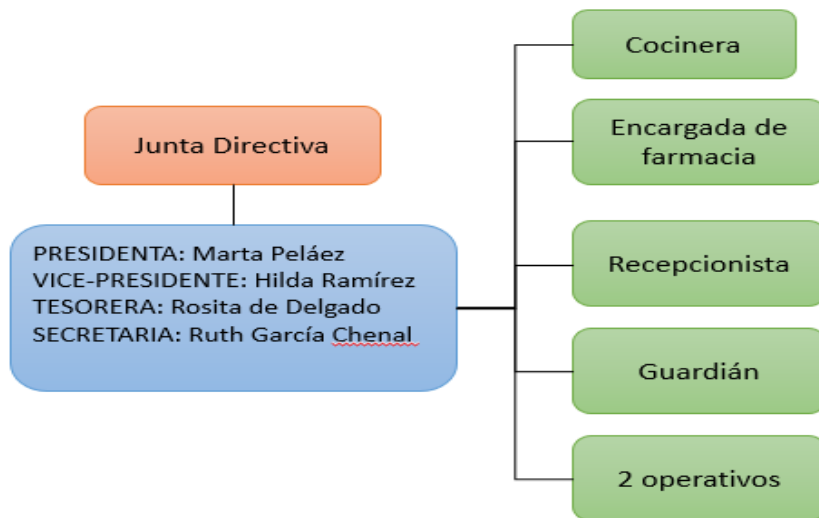 Junta Directiva
PRESIDENTA: Marta Peláez
VICE-PRESIDENTE: Hilda Ramírez
TESORERA: Rosita de Delgado
SECRETARIA: Ruth García Chenal
Cocinera
Encargada de
farmacia
Recepcionista
Guardián
2 operativos